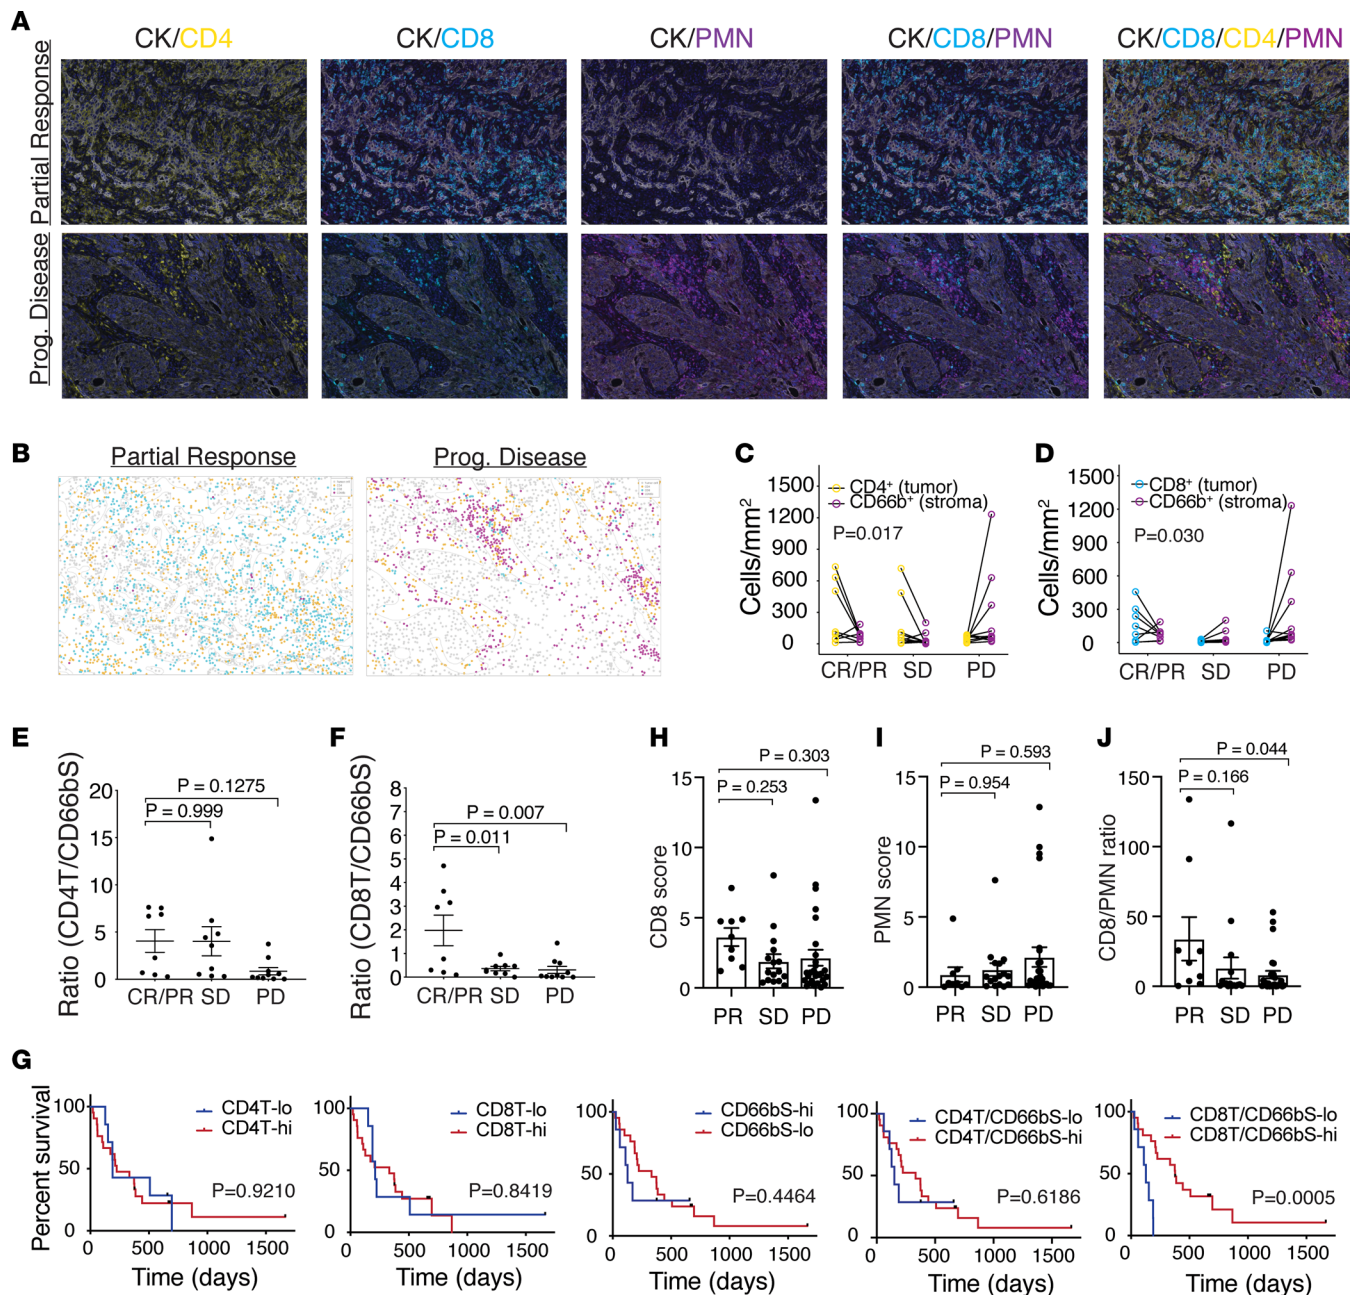 A
CK/CD4
CK/CD8
CK/PMN
CK/CD8/PMN
CK/CD8/CD4/PMN
Partial Response
Prog. Disease
B
Partial Response
Prog. Disease
C
Cells/mm2
1500
1200
900
600
300
0
CD4+ (tumor)
CD66b+ (stroma)
P=0.017
CR/PR
SD
PD
D
Cells/mm2
1500
1200
900
600
300
0
CD8+ (tumor)
CD66b+ (stroma)
P=0.030
CR/PR
SD
PD
E
Ratio (CD4T/CD66bS)
20
15
10
5
0
P = 0.1275
P = 0.999
CR/PR
SD
PD
F
Ratio (CD8T/CD66bS)
8
7
6
5
4
3
2
1
0
P = 0.007
P = 0.011
CR/PR
SD
PD
H
CD8 score
15
10
5
0
P = 0.303
P = 0.253
PR
SD
PD
I
PMN score
15
10
5
0
P = 0.593
P = 0.954
PR
SD
PD
J
CD8/PMN ratio
150
100
50
0
P = 0.044
P = 0.166
PR
SD
PD
G
Percent survival
100
50
0
CD4T-lo
CD4T-hi
P=0.9210
0
500
1000
1500
Time (days)
100
50
0
CD8T-lo
CD8T-hi
P=0.8419
0
500
1000
1500
Time (days)
100
50
0
CD66bS-hi
CD66bS-lo
P=0.4464
0
500
1000
1500
Time (days)
100
50
0
CD4T/CD66bS-lo
CD4T/CD66bS-hi
P=0.6186
0
500
1000
1500
Time (days)
100
50
0
CD8T/CD66bS-lo
CD8T/CD66bS-hi
P=0.0005
0
500
1000
1500
Time (days)